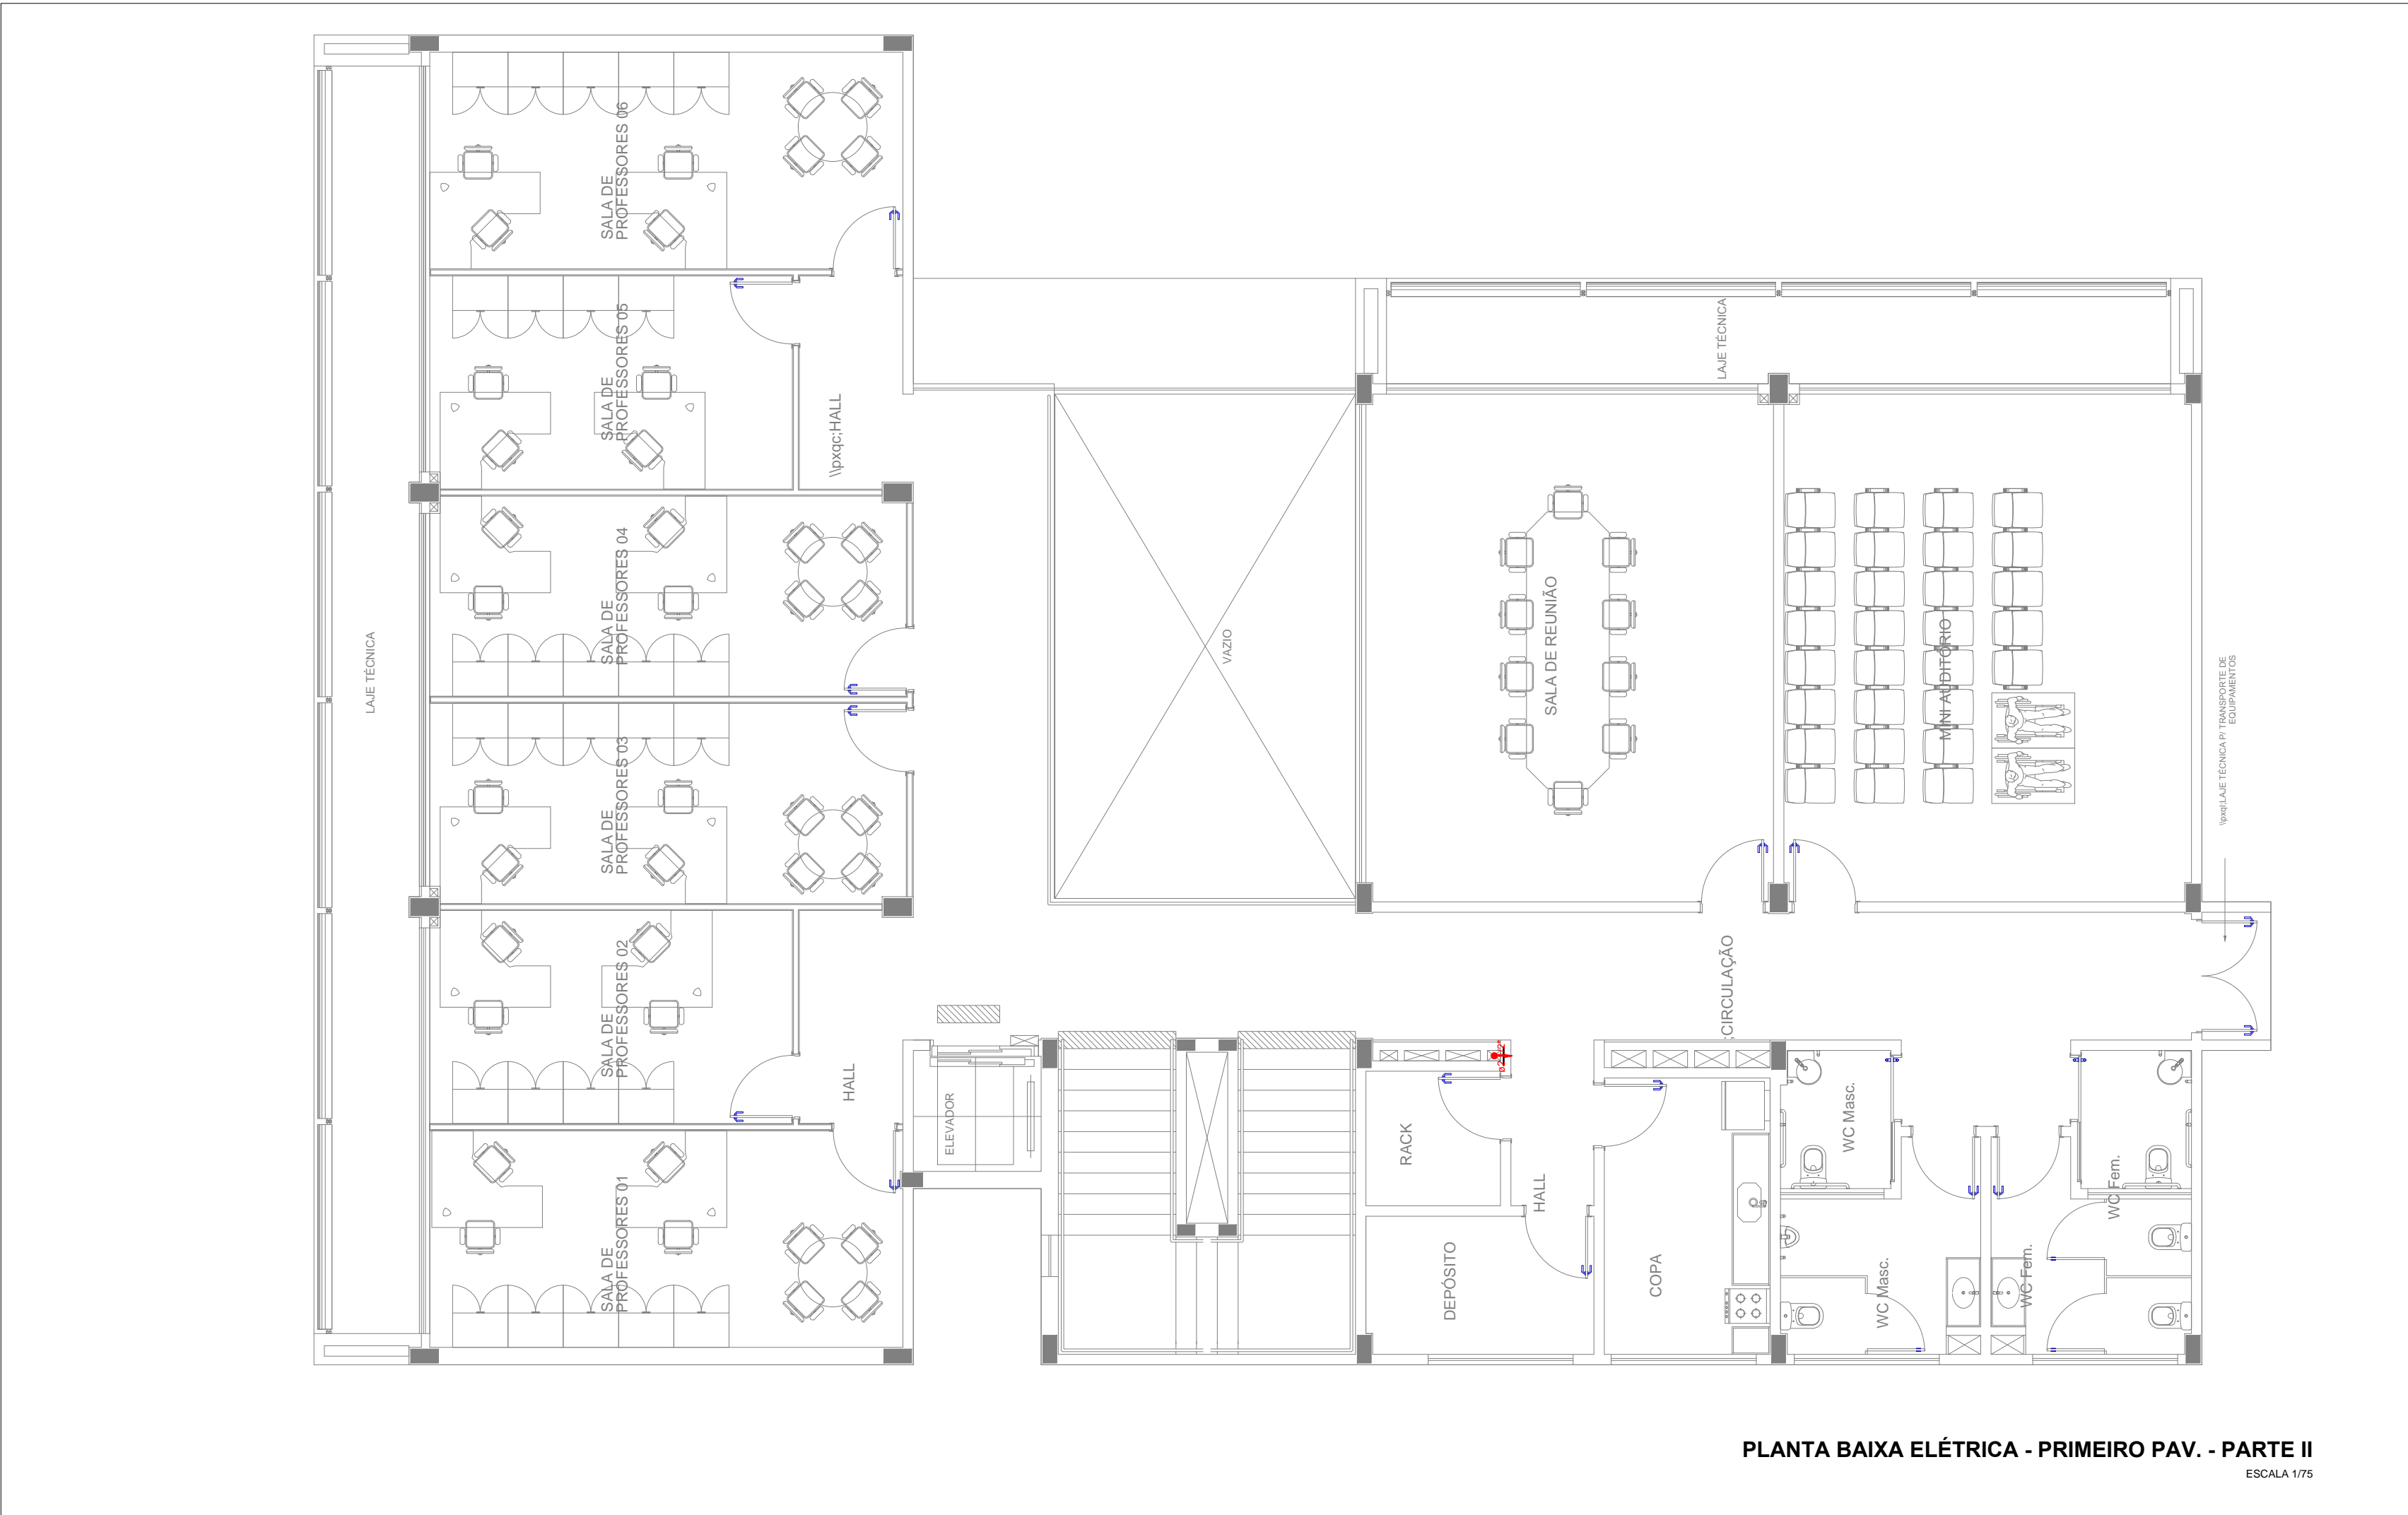 SALA DE
PROFESSORES 06
SALA DE
PROFESSORES 05
\\pxqc;HALL
SALA DE
PROFESSORES 04
SALA DE
PROFESSORES 03
SALA DE
PROFESSORES 02
SALA DE
PROFESSORES 01
LAJE TÉCNICA
HALL
ELEVADOR
VAZIO
LAJE TÉCNICA
SALA DE REUNIÃO
MINI AUDITÓRIO
\\pxql;LAJE TÉCNICA P/ TRANSPORTE DE
EQUIPAMENTOS
CIRCULAÇÃO
RACK
HALL
DEPÓSITO
COPA
WC Masc.
WC Masc.
WC Fem.
WC Fem.
PLANTA BAIXA ELÉTRICA - PRIMEIRO PAV. - PARTE II
ESCALA 1/75